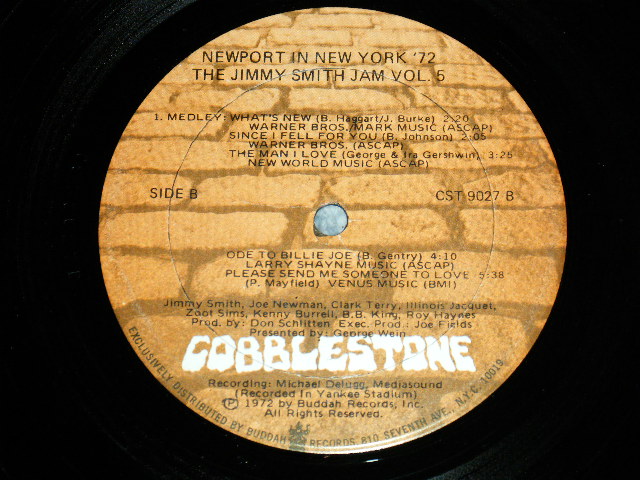 NEWPORT IN NEW YORK '72
THE JIMMY SMITH JAM VOL. 5
1. MEDLEY: WHAT'S NEW (B. Haggart/J. Burke) 2:20
WARNER BROS./MARK MUSIC (ASCAP)
SINCE I FELL FOR YOU (B. Johnson) 2:05
WARNER BROS. (ASCAP)
THE MAN I LOVE (George & Ira Gershwin) 3:25
NEW WORLD MUSIC (ASCAP)
SIDE B
CST 9027 B
ODE TO BILLIE JOE (B. Gentry) 4:10
LARRY SHAYNE MUSIC (ASCAP)
PLEASE SEND ME SOMEONE TO LOVE 5:38
(P. Mayfield) VENUS MUSIC (BMI)
Jimmy Smith, Joe Newman, Clark Terry, Illinois Jacquet,
Zoot Sims, Kenny Burrell, B.B. King, Roy Haynes
Prod. by: Don Schlitten Exec. Prod.: Joe Fields
Presented by: George Wein
COBBLESTONE
Recording: Michael Delugg, Mediasound
(Recorded in Yankee Stadium)
Ⓟ 1972 by Buddah Records, Inc.
All Rights Reserved.
EXCLUSIVELY DISTRIBUTED BY BUDDAH RECORDS 810 SEVENTH AVE., N.Y.C. 10019